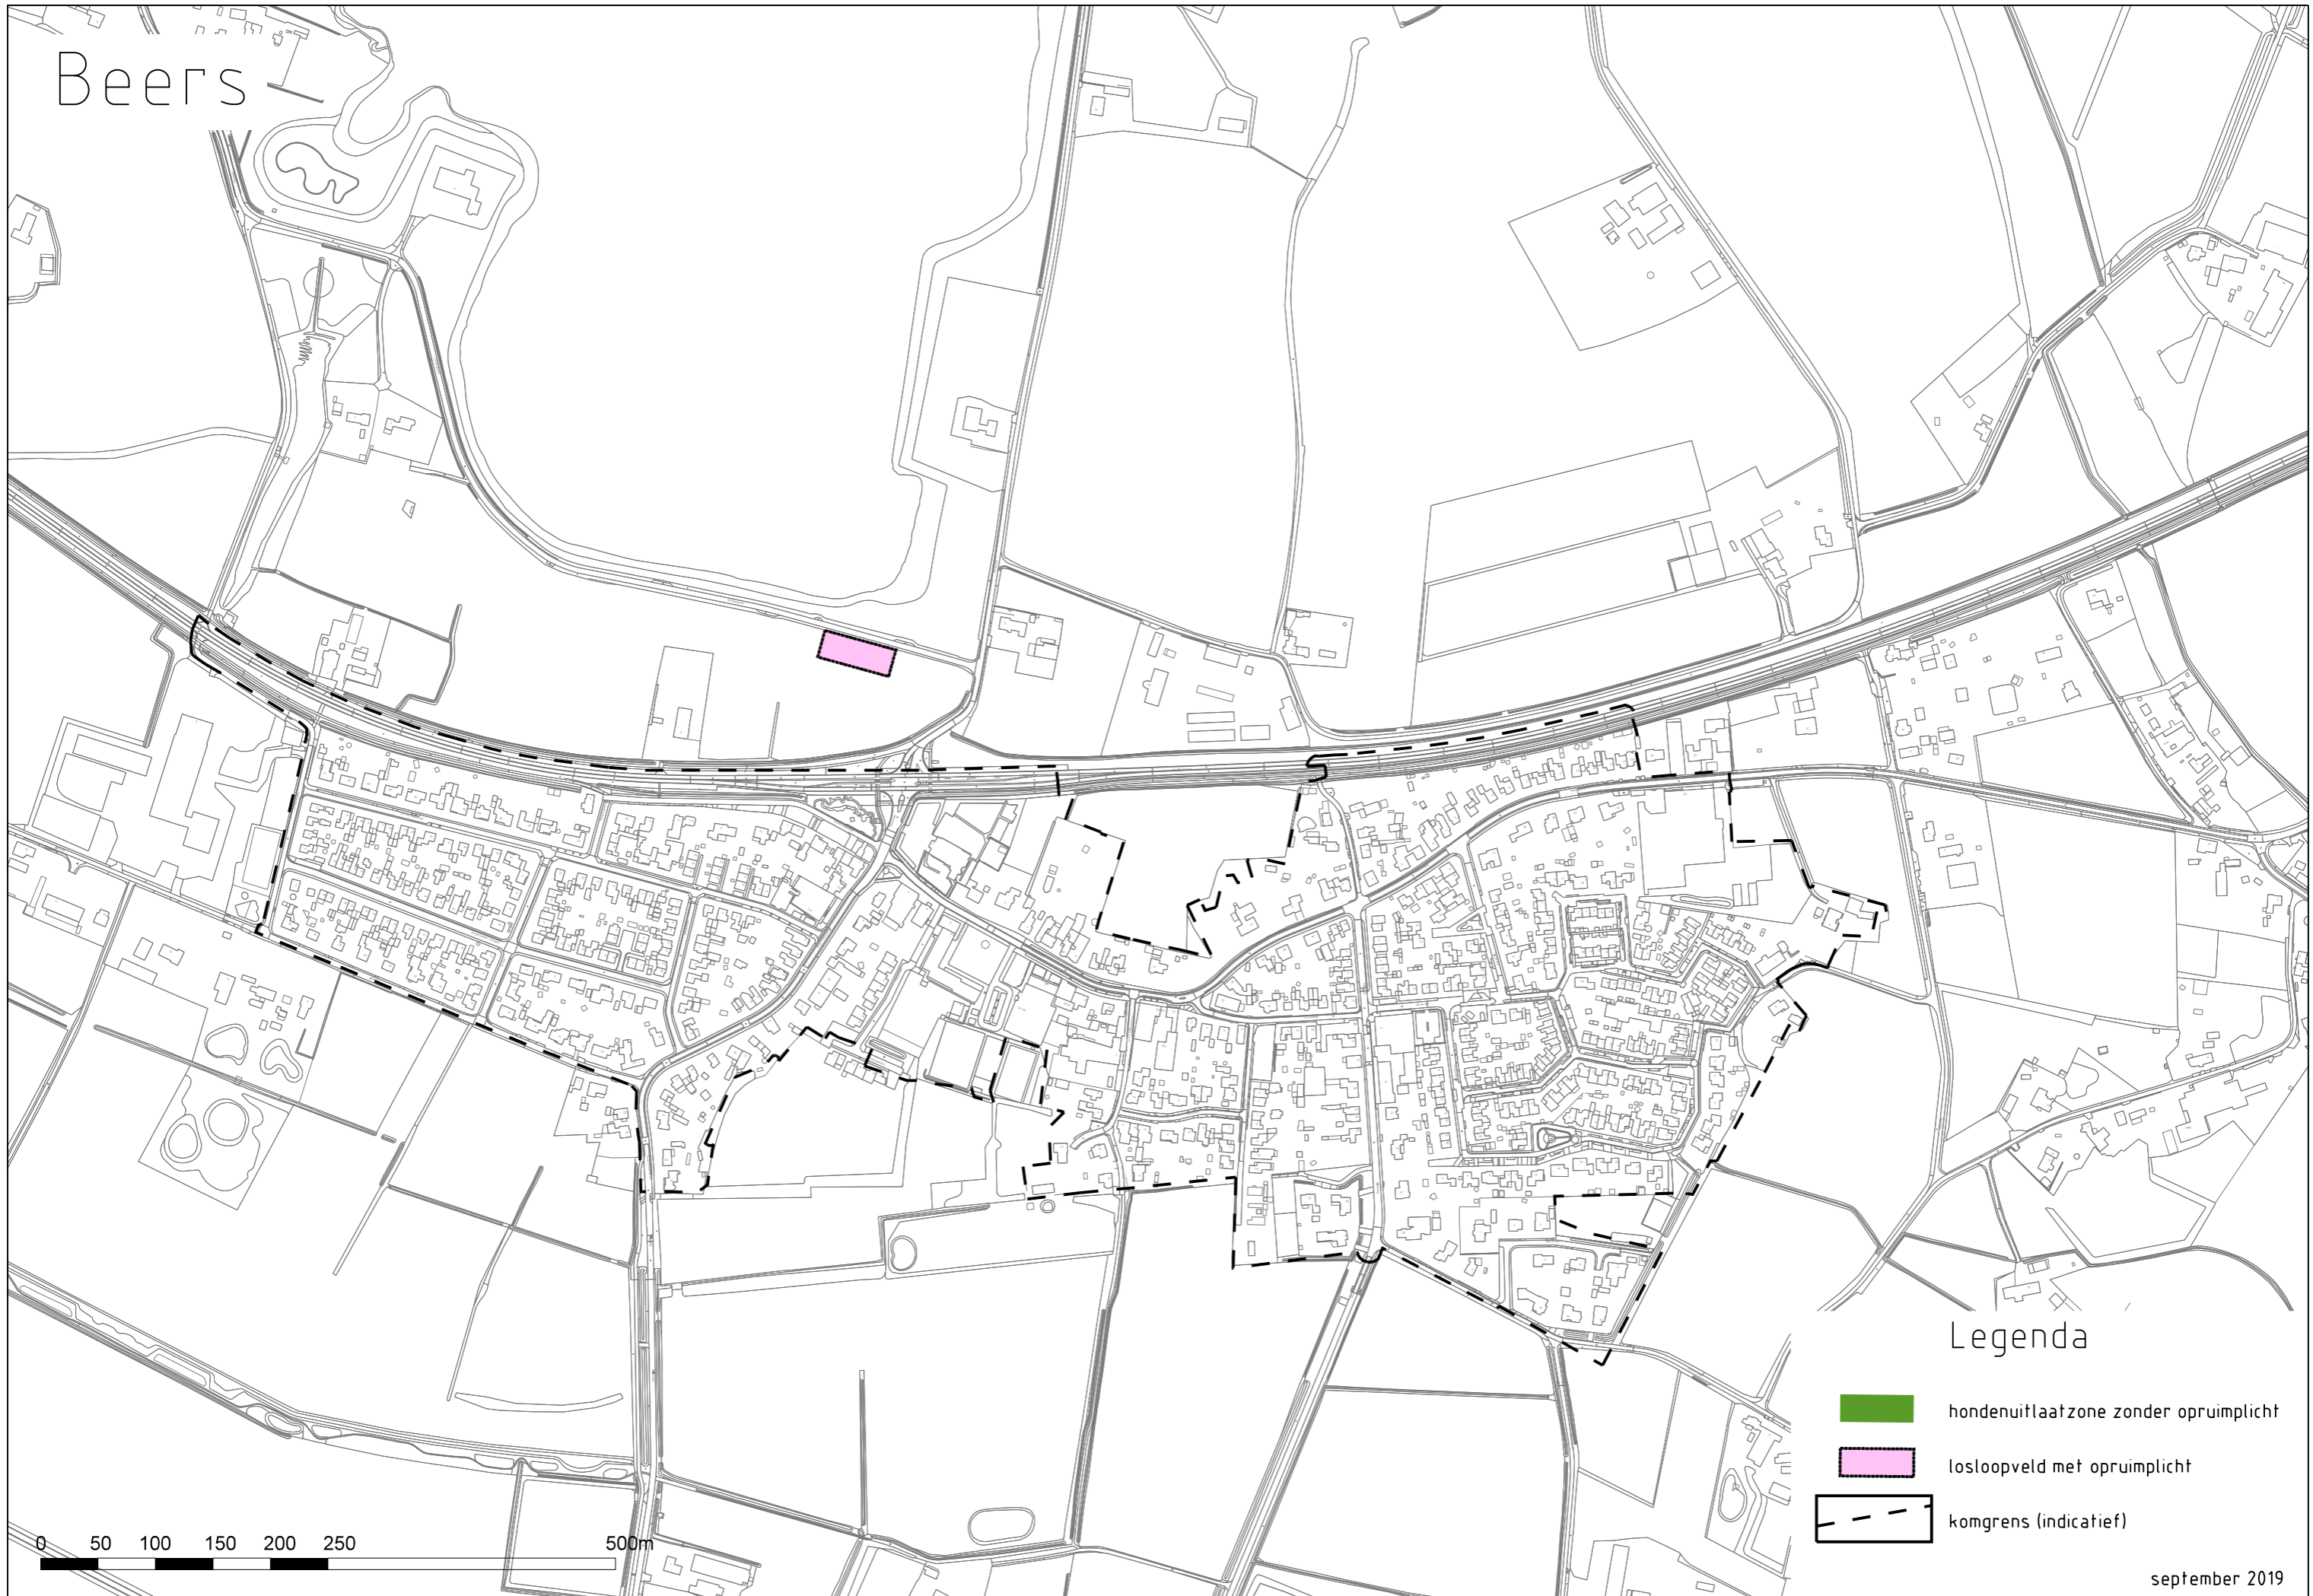 Beers
Legenda
hondenuitlaatzone zonder opruimplicht
losloopveld met opruimplicht
komgrens (indicatief)
0 50 100 150 200 250 500m
september 2019